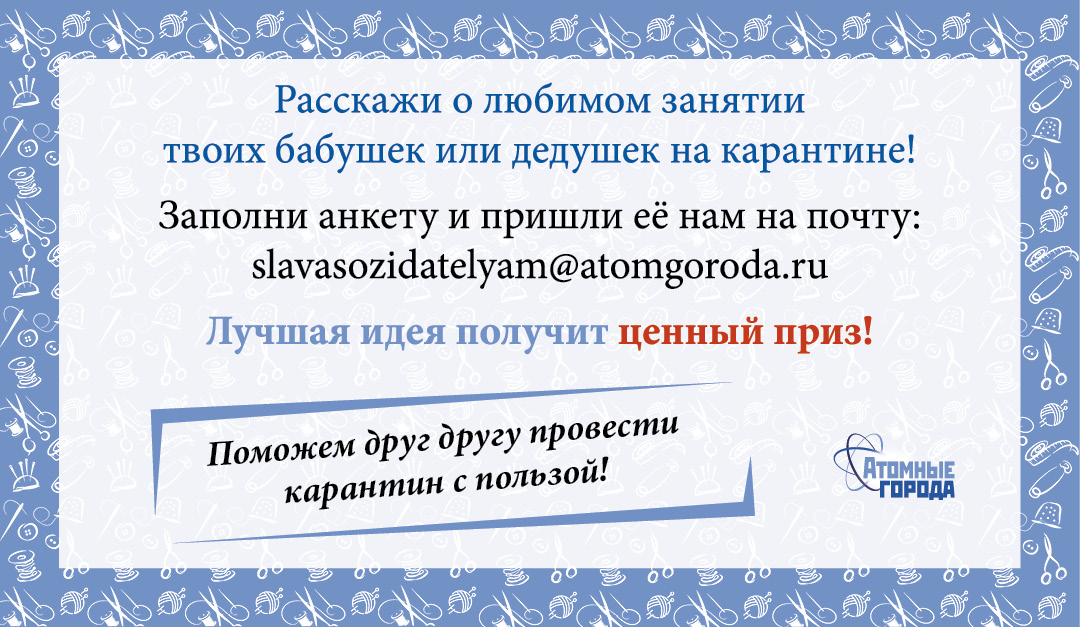 Расскажи о любимом занятии
твоих бабушек или дедушек на карантине!
Заполни анкету и пришли её нам на почту:
slavasozidatelyam@atomgoroda.ru
Лучшая идея получит ценный приз!
Поможем друг другу провести
карантин с пользой!
Атомные
города